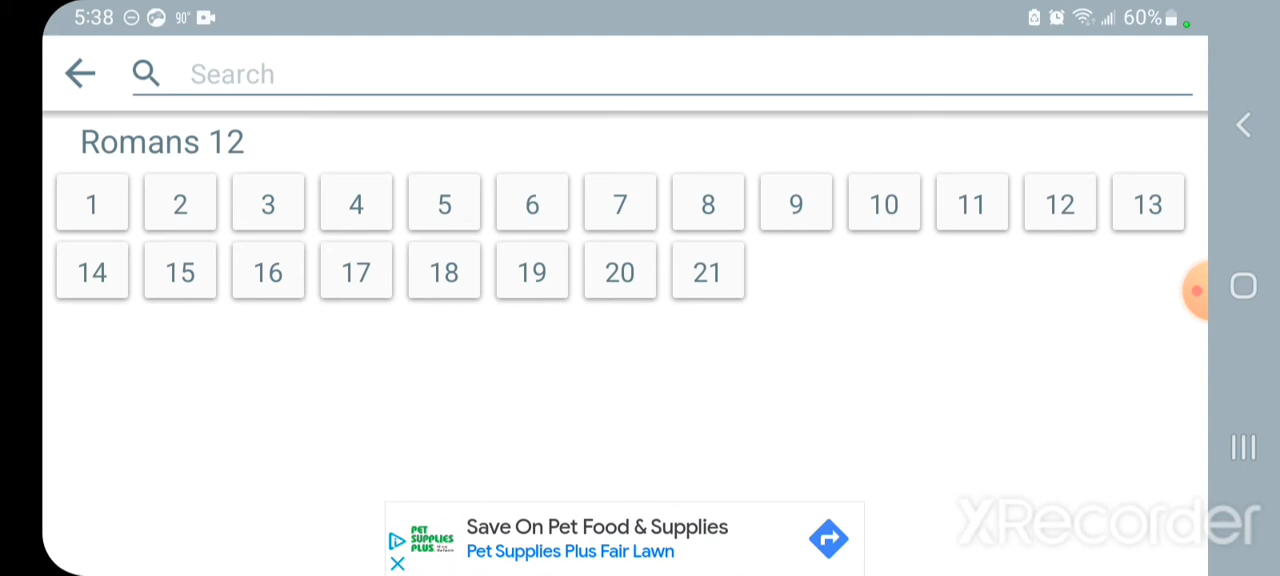 5:38 90° 60%
Search
Romans 12
1 2 3 4 5 6 7 8 9 10 11 12 13
14 15 16 17 18 19 20 21
PET SUPPLIES PLUS
Save On Pet Food & Supplies
Pet Supplies Plus Fair Lawn
XRecorder